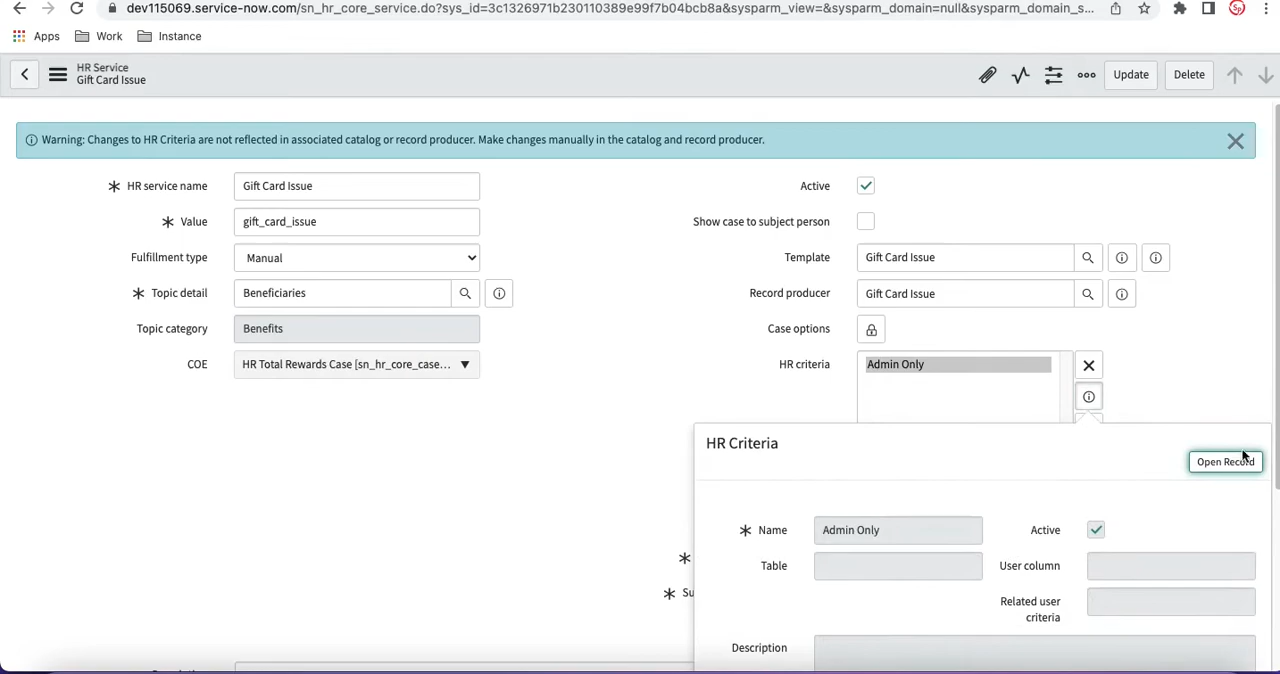 dev115069.service-now.com/sn_hr_core_service.do?sys_id=3c1326971b230110389e99f7b04bcb8a&sysparm_view=&sysparm_domain=null&sysparm_domain_s...
Sp
Apps Work Instance
HR Service
Gift Card Issue
Update Delete
Warning: Changes to HR Criteria are not reflected in associated catalog or record producer. Make changes manually in the catalog and record producer.
HR service name Gift Card Issue Active
Value gift_card_issue Show case to subject person
Fulfillment type Manual Template Gift Card Issue
Topic detail Beneficiaries Record producer Gift Card Issue
Topic category Benefits Case options
COE HR Total Rewards Case [sn_hr_core_case... HR criteria Admin Only
HR Criteria
Open Record
Name Admin Only Active
Table User column
Su
Related user
criteria
Description